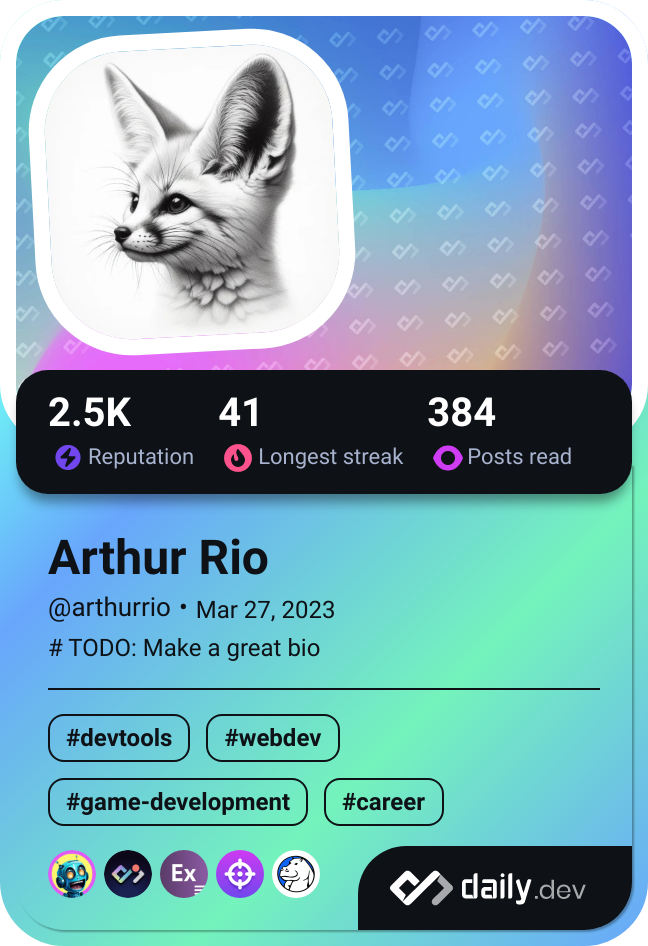 2.5K 41 384
Reputation Longest streak Posts read
Arthur Rio
@arthurrio • Mar 27, 2023
# TODO: Make a great bio
#devtools #webdev
#game-development #career
Ex
daily.dev